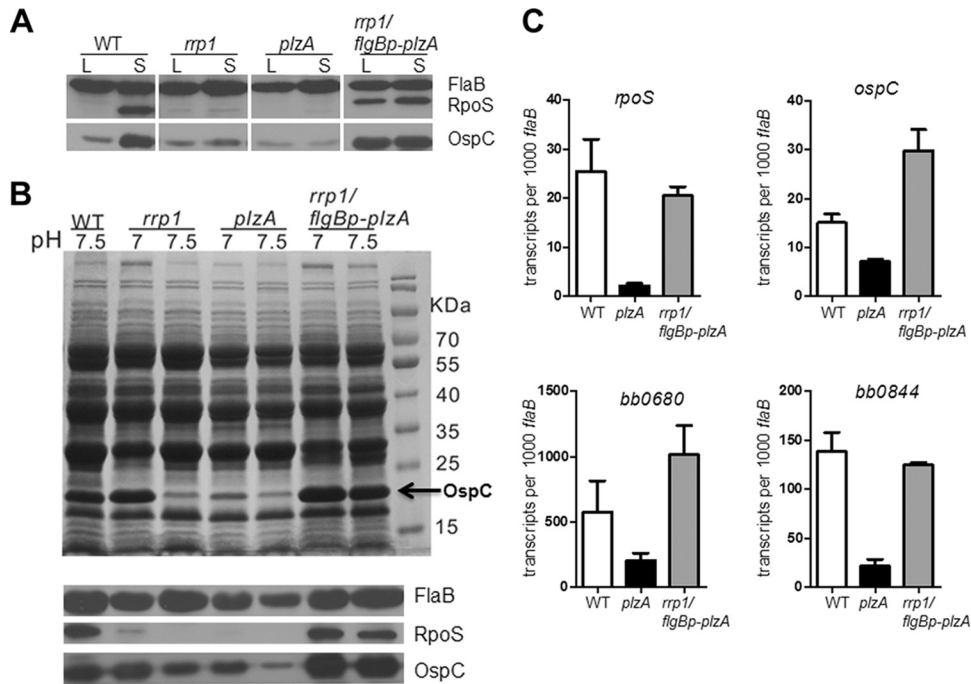 A
WT
rrp1
plzA
rrp1/
flgBp-plzA
L S L S L S L S
FlaB
RpoS
OspC
B
WT
rrp1
plzA
rrp1/
flgBp-plzA
pH 7.5 7 7.5 7 7.5 7 7.5
KDa
70
55
40
35
25
OspC
15
FlaB
RpoS
OspC
C
rpoS
transcripts per 1000 flaB
40
30
20
10
0
WT
plzA
rrp1/
flgBp-plzA
ospC
transcripts per 1000 flaB
40
30
20
10
0
WT
plzA
rrp1/
flgBp-plzA
bb0680
transcripts per 1000 flaB
1500
1000
500
0
WT
plzA
rrp1/
flgBp-plzA
bb0844
transcripts per 1000 flaB
200
150
100
50
0
WT
plzA
rrp1/
flgBp-plzA